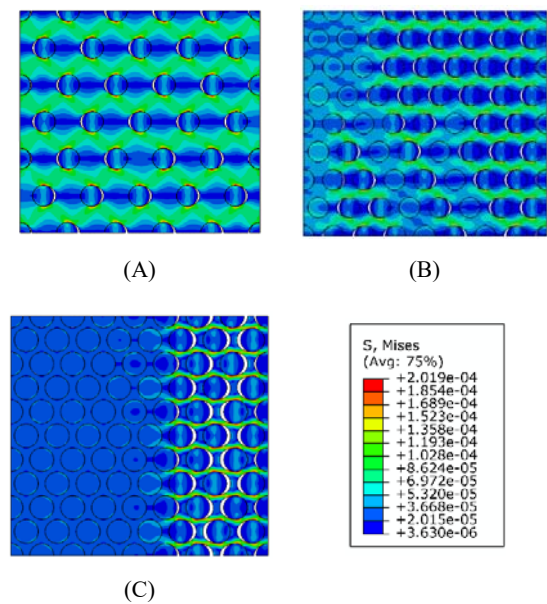 (A)
(B)
S, Mises
(Avg: 75%)
+2.019e-04
+1.854e-04
+1.689e-04
+1.523e-04
+1.358e-04
+1.193e-04
+1.028e-04
+8.624e-05
+6.972e-05
+5.320e-05
+3.668e-05
+2.015e-05
+3.630e-06
(C)